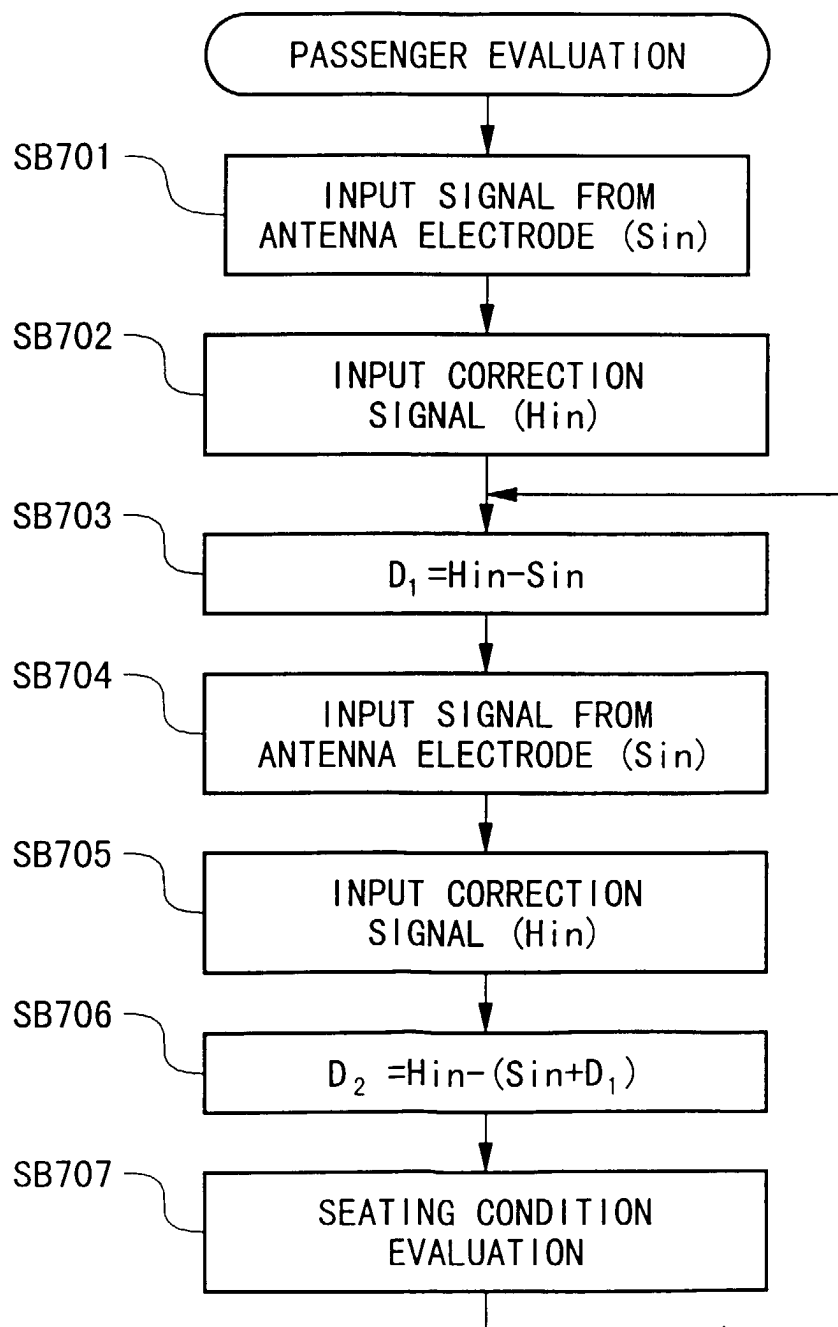 PASSENGER EVALUATION
SB701
INPUT SIGNAL FROM
ANTENNA ELECTRODE (Sin)
SB702
INPUT CORRECTION
SIGNAL (Hin)
SB703
D₁=Hin-Sin
SB704
INPUT SIGNAL FROM
ANTENNA ELECTRODE (Sin)
SB705
INPUT CORRECTION
SIGNAL (Hin)
SB706
D₂ =Hin-(Sin+D₁)
SB707
SEATING CONDITION
EVALUATION